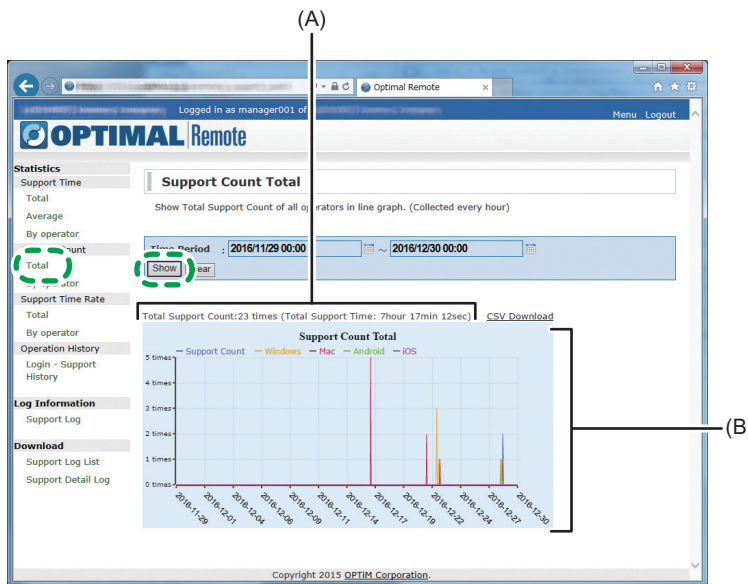 (A)
Optimal Remote
Logged in as manager001 of
Menu Logout
OPTIMAL Remote
Statistics
Support Time
Total
Average
By operator
Total
By operator
Support Time Rate
Total
By operator
Operation History
Login - Support
History
Log Information
Support Log
Download
Support Log List
Support Detail Log
Support Count Total
Show Total Support Count of all operators in line graph. (Collected every hour)
Time Period : 2016/11/29 00:00 ~ 2016/12/30 00:00
Show Clear
Total Support Count:23 times (Total Support Time: 7hour 17min 12sec) CSV Download
Support Count Total
Support Count Windows Mac Android iOS
5 times
4 times
3 times
2 times
1 times
0 times
2016-11-29 2016-12-01 2016-12-04 2016-12-06 2016-12-09 2016-12-11 2016-12-14 2016-12-17 2016-12-19 2016-12-22 2016-12-24 2016-12-27 2016-12-30
(B
Copyright 2015 OPTiM Corporation.